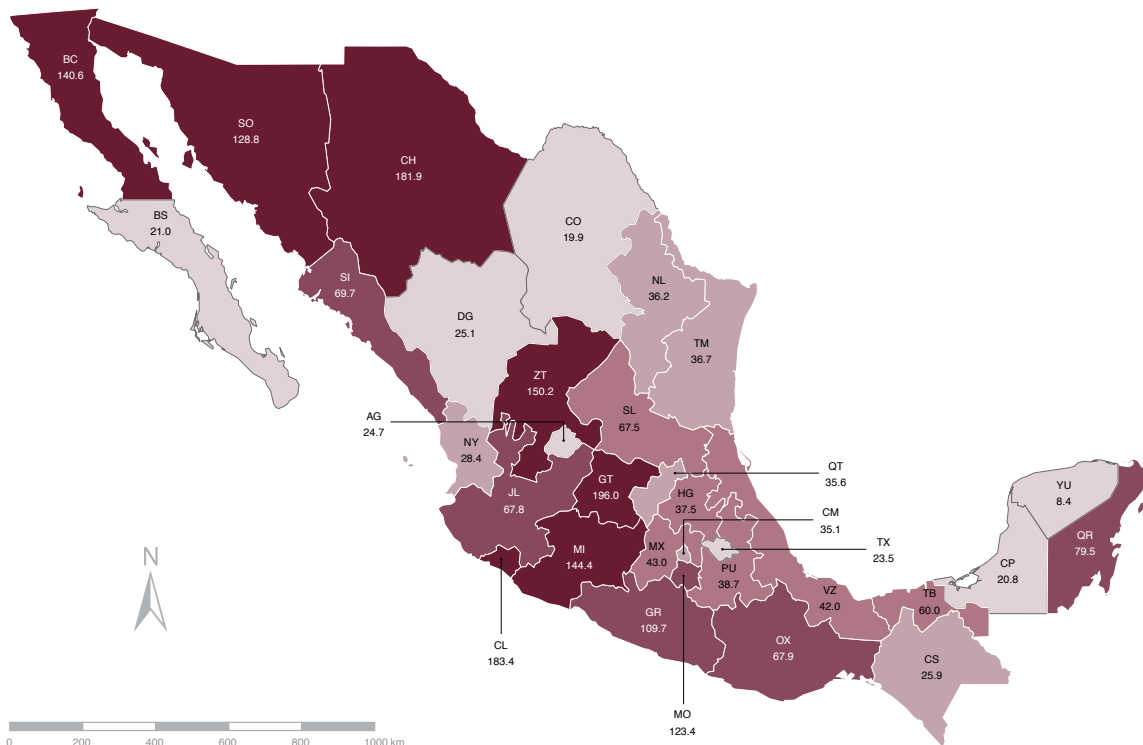 BC
140.6
SO
128.8
CH
181.9
BS
21.0
CO
19.9
SI
69.7
NL
36.2
DG
25.1
TM
36.7
ZT
150.2
AG
24.7
SL
67.5
NY
28.4
QT
35.6
GT
196.0
JL
67.8
HG
37.5
YU
8.4
CM
35.1
QR
79.5
TX
23.5
MX
43.0
MI
144.4
PU
38.7
CP
20.8
VZ
42.0
TB
60.0
N
GR
109.7
CL
183.4
OX
67.9
CS
25.9
MO
123.4
0 200 400 600 800 1000 km